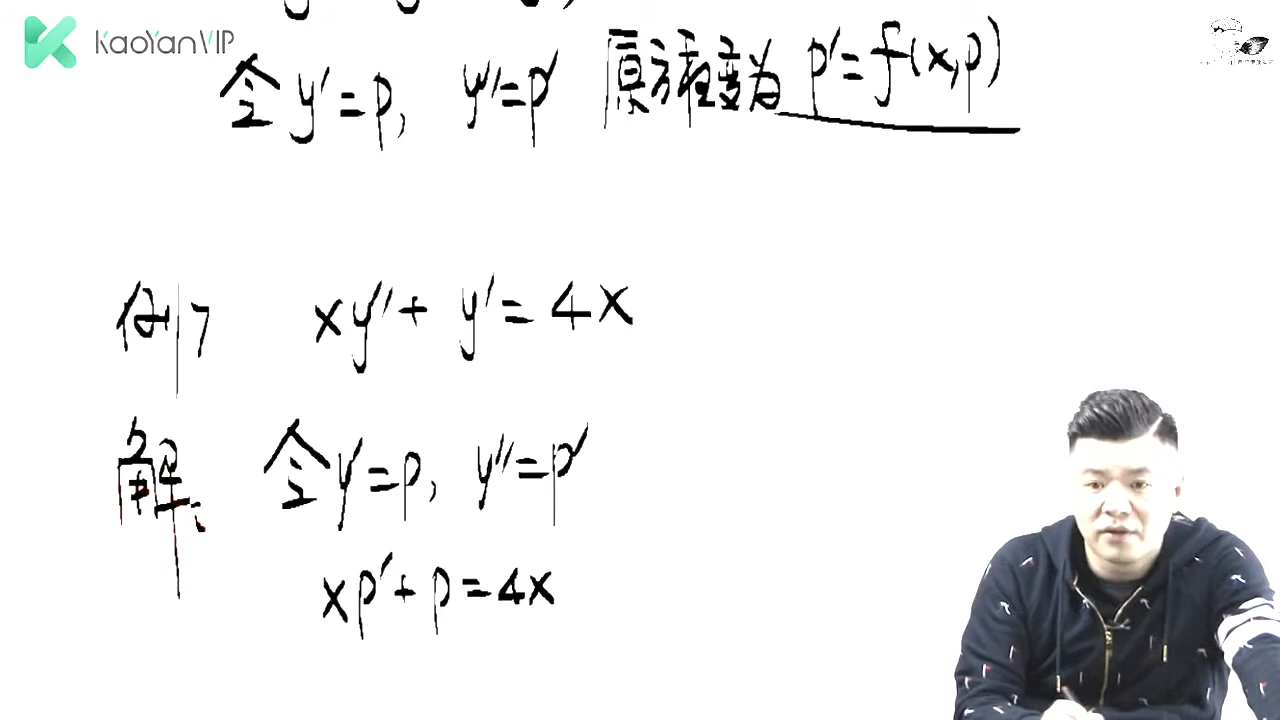 KaoYanVIP
令 y'=p, y''=p' 原方程变为 p'=f(x,p)
例7 xy''+ y'= 4x
解: 令y'=p, y''=p'
xp'+p=4x